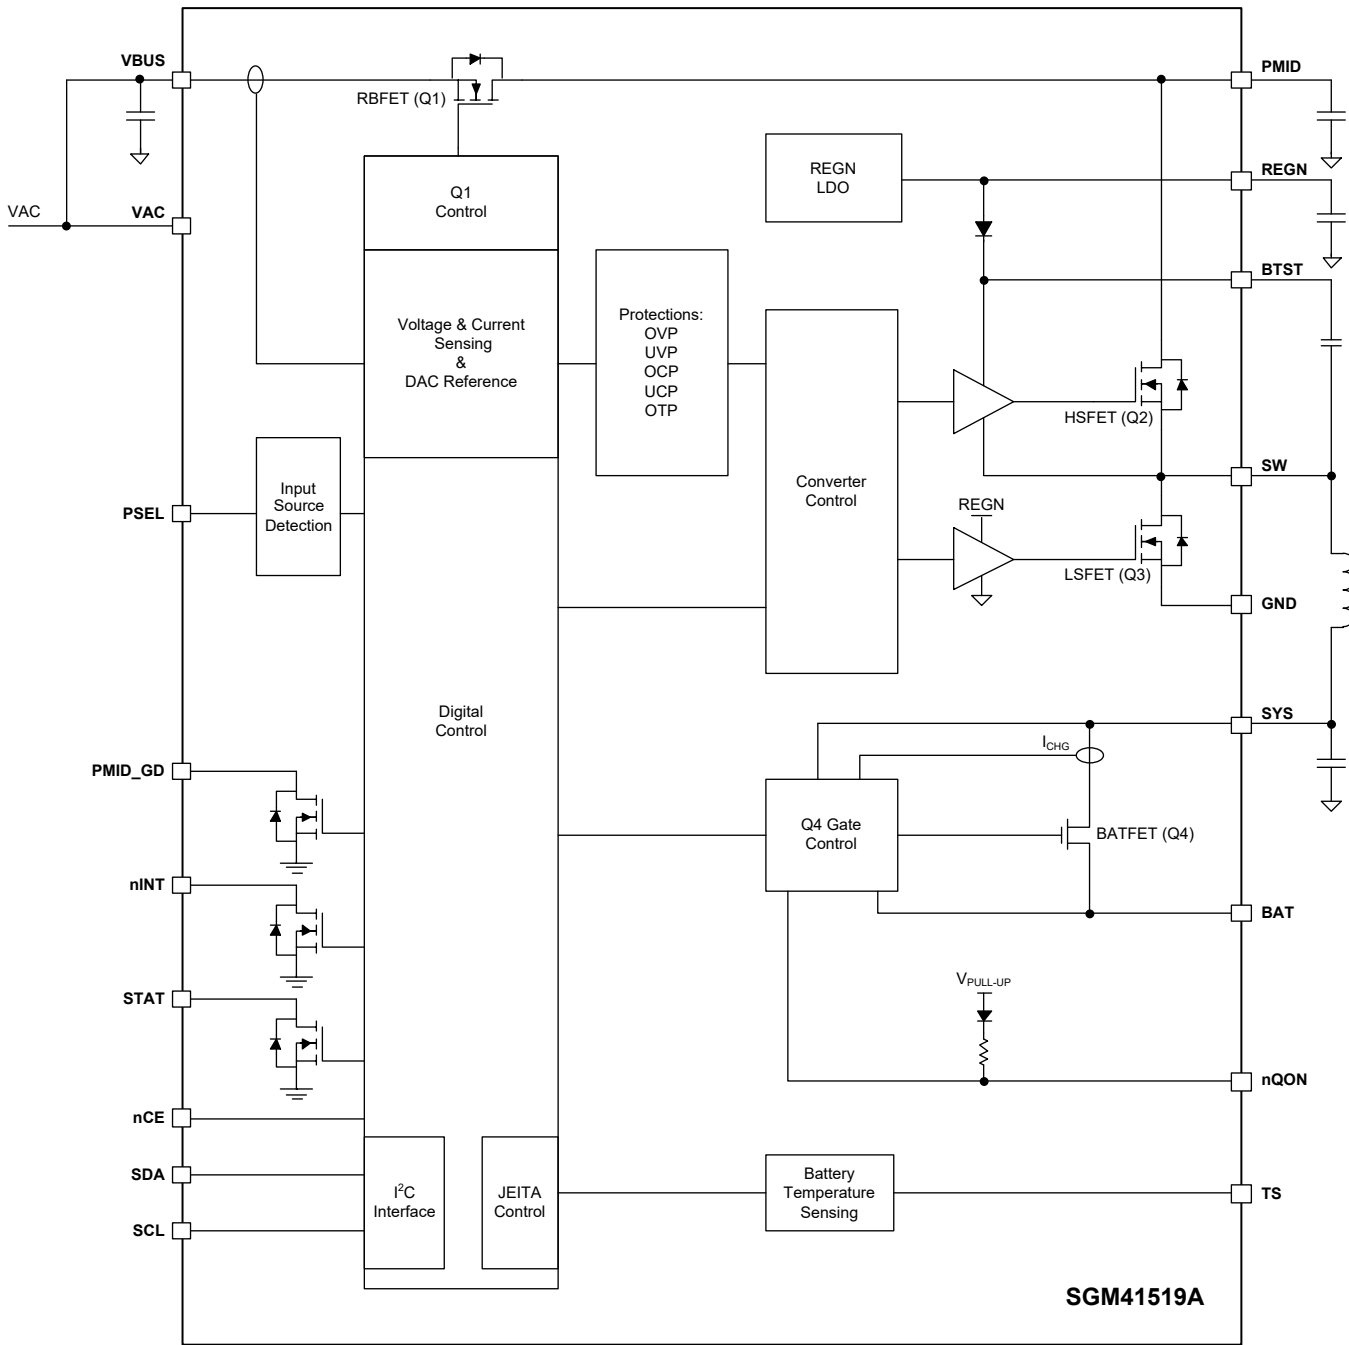 VBUS
RBFET (Q1)
PMID
REGN
LDO
REGN
Q1
Control
VAC
VAC
BTST
Voltage & Current
Sensing
&
DAC Reference
Protections:
OVP
UVP
OCP
UCP
OTP
HSFET (Q2)
SW
Input
Source
Detection
PSEL
Converter
Control
REGN
LSFET (Q3)
GND
Digital
Control
SYS
I_CHG
PMID_GD
Q4 Gate
Control
BATFET (Q4)
nINT
BAT
STAT
V_PULL-UP
nQON
nCE
SDA
SCL
I²C
Interface
JEITA
Control
Battery
Temperature
Sensing
TS
SGM41519A